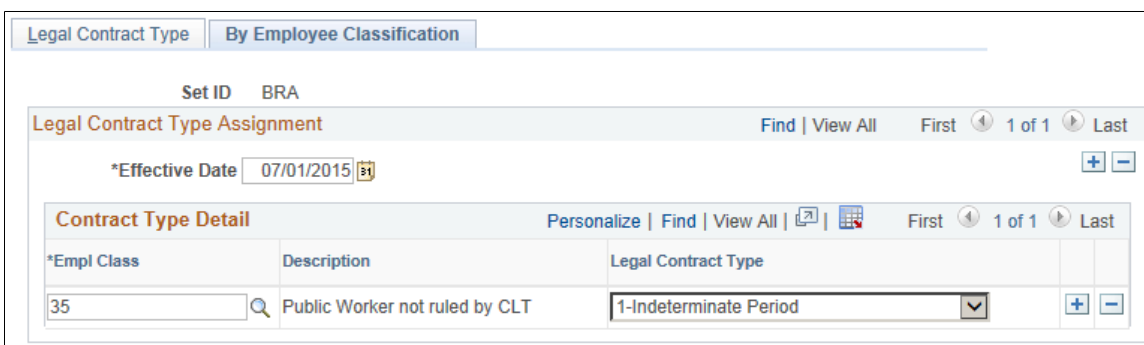 Legal Contract Type By Employee Classification
Set ID BRA
Legal Contract Type Assignment Find | View All First 1 of 1 Last
*Effective Date 07/01/2015 31
+ −
Contract Type Detail Personalize | Find | View All | | First 1 of 1 Last
*Empl Class Description Legal Contract Type
35 Public Worker not ruled by CLT 1-Indeterminate Period + −